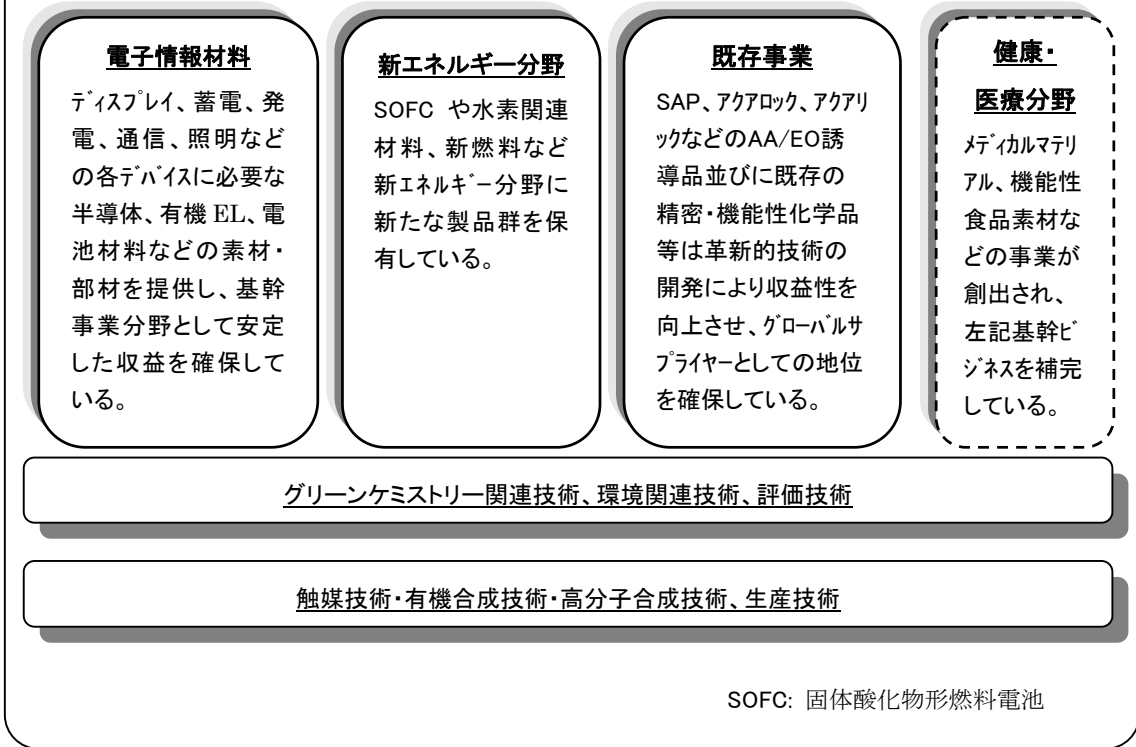 電子情報材料
ﾃﾞｨｽﾌﾟﾚｲ、蓄電、発
電、通信、照明など
の各ﾃﾞﾊﾞｲｽに必要な
半導体、有機 EL、電
池材料などの素材・
部材を提供し、基幹
事業分野として安定
した収益を確保して
いる。
新エネルギー分野
SOFC や水素関連
材料、新燃料など
新ｴﾈﾙｷﾞｰ分野に
新たな製品群を保
有している。
既存事業
SAP、ｱｸｱﾛｯｸ、ｱｸｱﾘ
ｯｸなどのAA/EO誘
導品並びに既存の
精密・機能性化学品
等は革新的技術の
開発により収益性を
向上させ、ｸﾞﾛｰﾊﾞﾙｻ
ﾌﾟﾗｲﾔｰとしての地位
を確保している。
健康・
医療分野
ﾒﾃﾞｨｶﾙﾏﾃﾘ
ｱﾙ、機能性
食品素材な
どの事業が
創出され、
左記基幹ﾋﾞ
ｼﾞﾈｽを補完
している。
グリーンケミストリー関連技術、環境関連技術、評価技術
触媒技術・有機合成技術・高分子合成技術、生産技術
SOFC: 固体酸化物形燃料電池